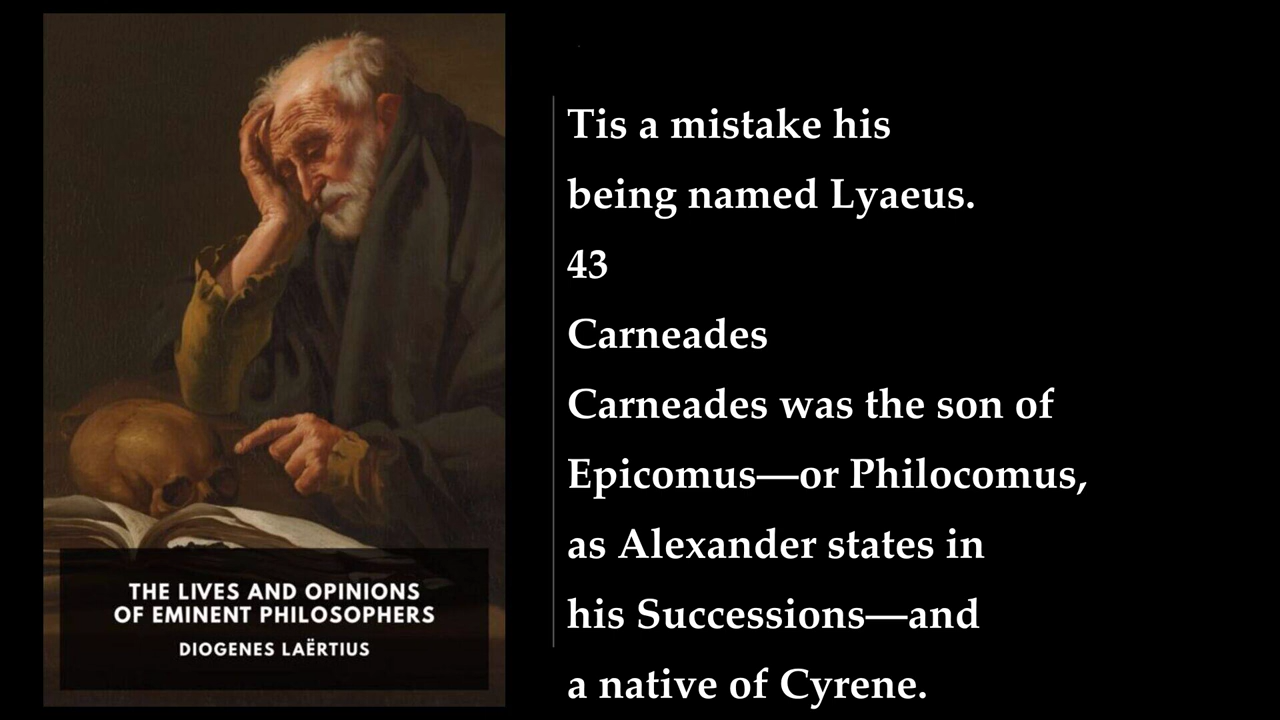 THE LIVES AND OPINIONS
OF EMINENT PHILOSOPHERS
DIOGENES LAËRTIUS
Tis a mistake his
being named Lyaeus.
43
Carneades
Carneades was the son of
Epicomus—or Philocomus,
as Alexander states in
his Successions—and
a native of Cyrene.